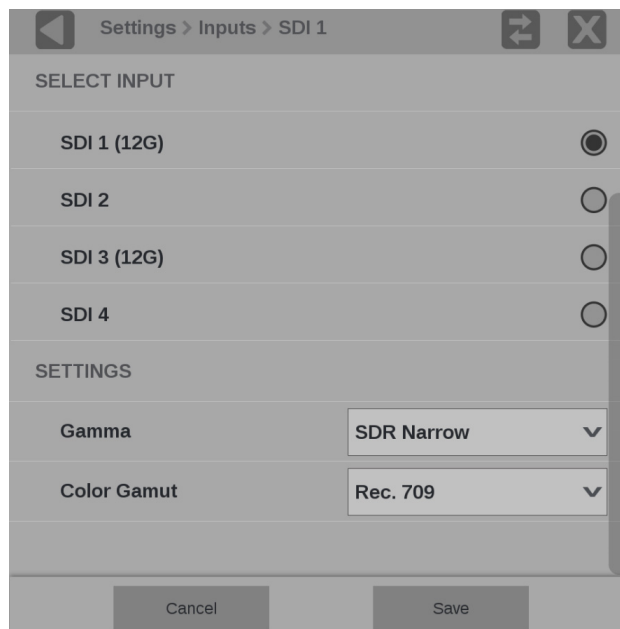 Settings > Inputs > SDI 1
SELECT INPUT
SDI 1 (12G)
SDI 2
SDI 3 (12G)
SDI 4
SETTINGS
Gamma SDR Narrow
Color Gamut Rec. 709
Cancel Save